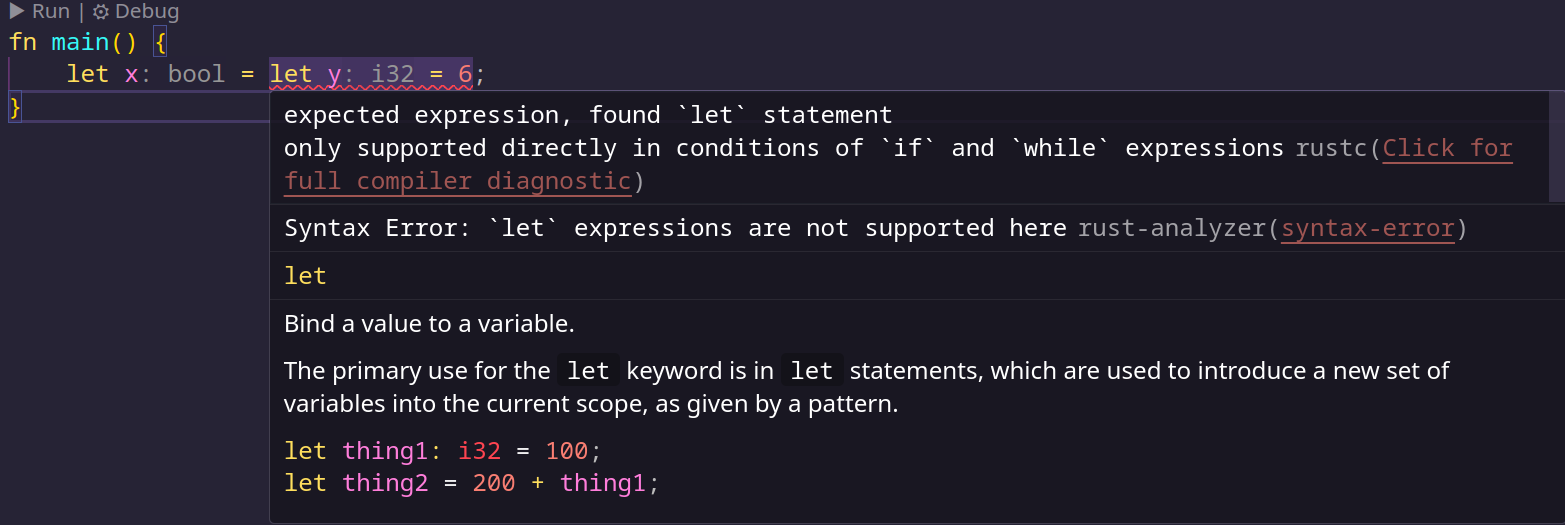 ▶ Run | ⚙ Debug
fn main() {
    let x: bool = let y: i32 = 6;
}
expected expression, found `let` statement
only supported directly in conditions of `if` and `while` expressions rustc(Click for
full compiler diagnostic)
Syntax Error: `let` expressions are not supported here rust-analyzer(syntax-error)
let
Bind a value to a variable.
The primary use for the let keyword is in let statements, which are used to introduce a new set of
variables into the current scope, as given by a pattern.
let thing1: i32 = 100;
let thing2 = 200 + thing1;